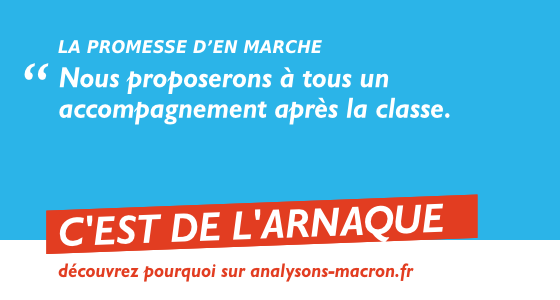 LA PROMESSE D’EN MARCHE
“ Nous proposerons à tous un
accompagnement après la classe.
C'EST DE L'ARNAQUE
découvrez pourquoi sur analysons-macron.fr